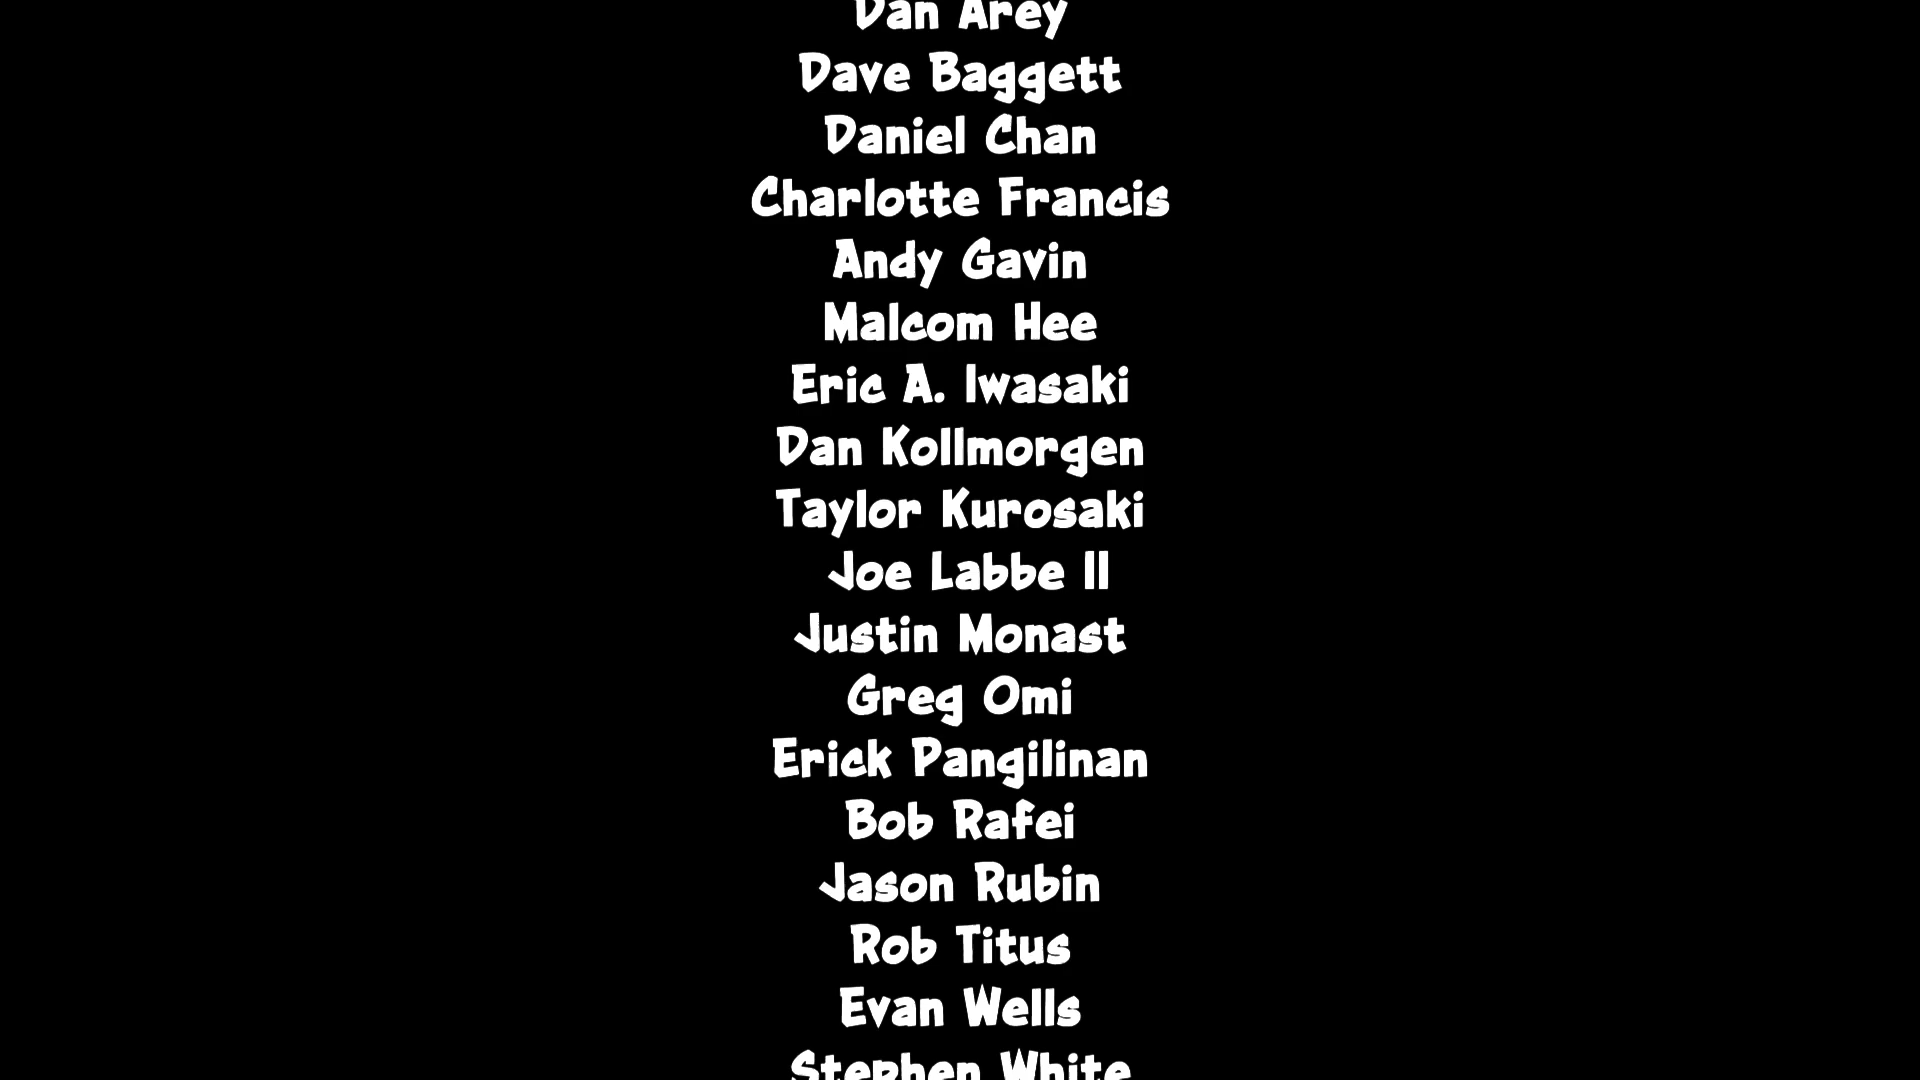 Dan Arey
Dave Baggett
Daniel Chan
Charlotte Francis
Andy Gavin
Malcom Hee
Eric A. Iwasaki
Dan Kollmorgen
Taylor Kurosaki
Joe Labbe II
Justin Monast
Greg Omi
Erick Pangilinan
Bob Rafei
Jason Rubin
Rob Titus
Evan Wells
Stephen White